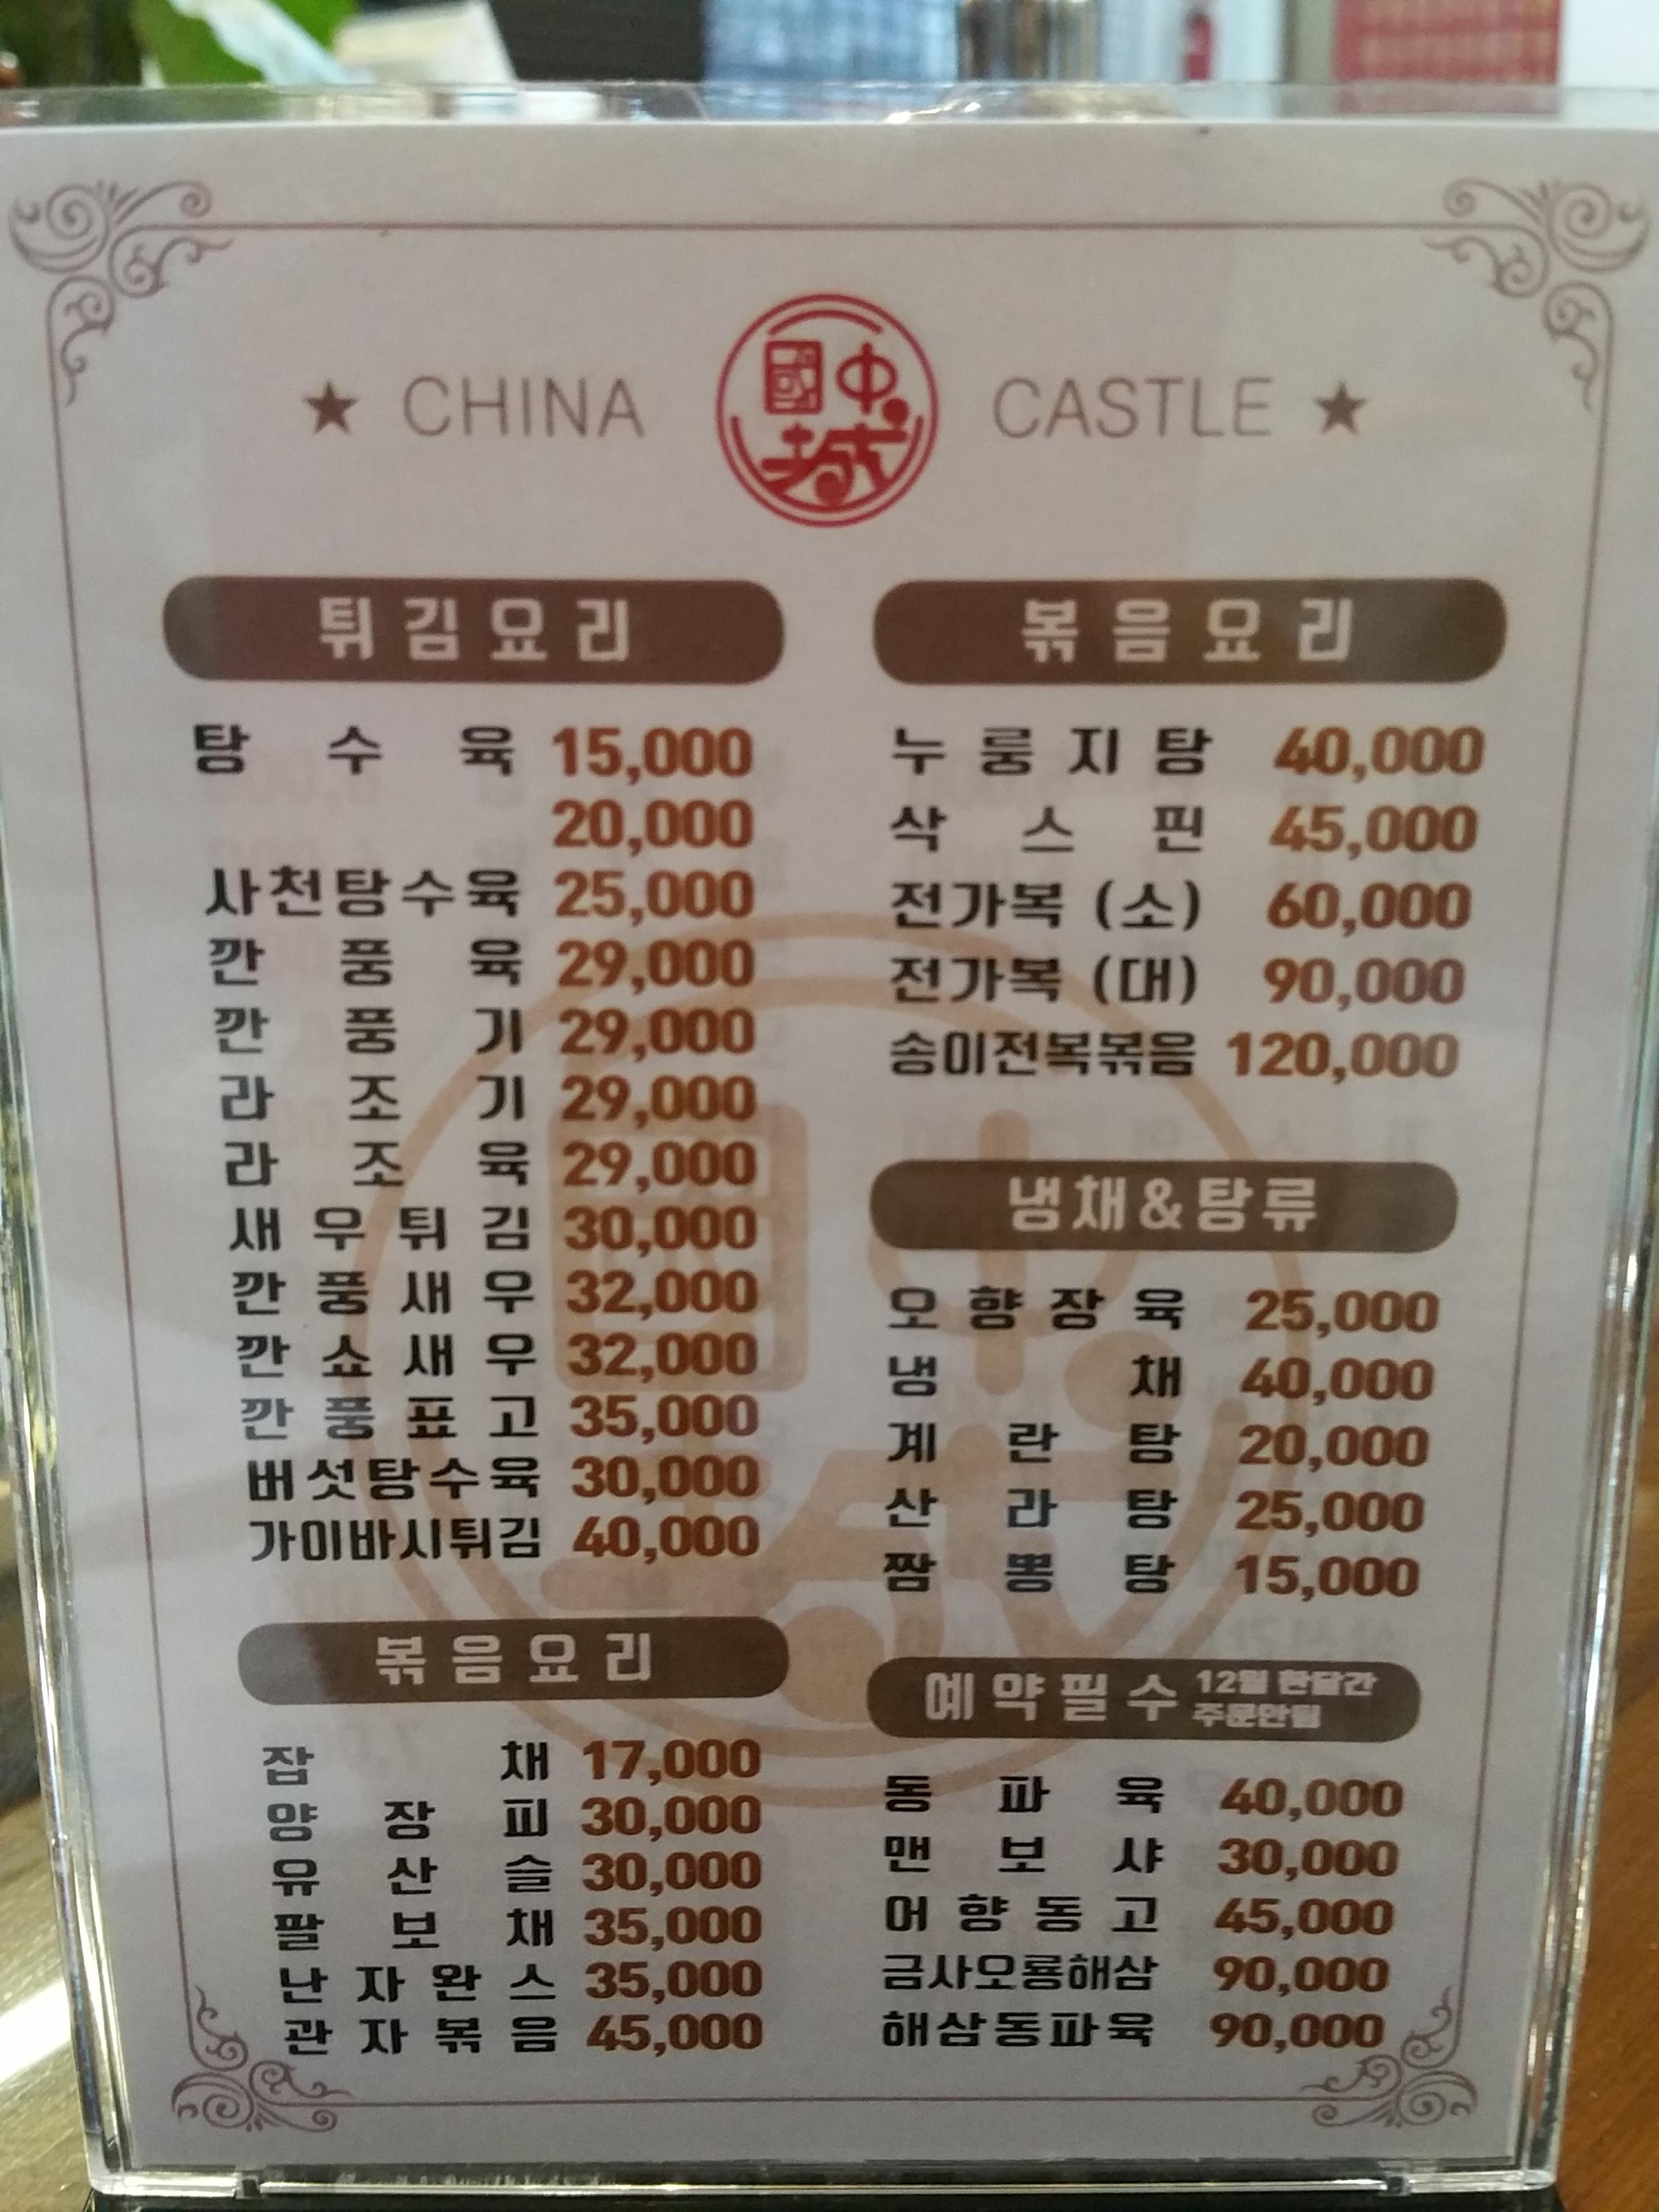 ★ CHINA 國中城 CASTLE ★
튀김요리
탕수육 15,000
20,000
사천탕수육 25,000
깐풍육 29,000
깐풍기 29,000
라조기 29,000
라조육 29,000
새우튀김 30,000
깐풍새우 32,000
깐쇼새우 32,000
깐풍표고 35,000
버섯탕수육 30,000
가이바시튀김 40,000
볶음요리
잡채 17,000
양장피 30,000
유산슬 30,000
팔보채 35,000
난자완스 35,000
관자볶음 45,000
볶음요리
누룽지탕 40,000
삭스핀 45,000
전가복 (소) 60,000
전가복 (대) 90,000
송이전복볶음 120,000
냉채&탕류
오향장육 25,000
냉채 40,000
계란탕 20,000
산라탕 25,000
짬뽕탕 15,000
예약필수 12월 한달간
주문안됨
동파육 40,000
맨보샤 30,000
어향동고 45,000
금사오룡해삼 90,000
해삼동파육 90,000